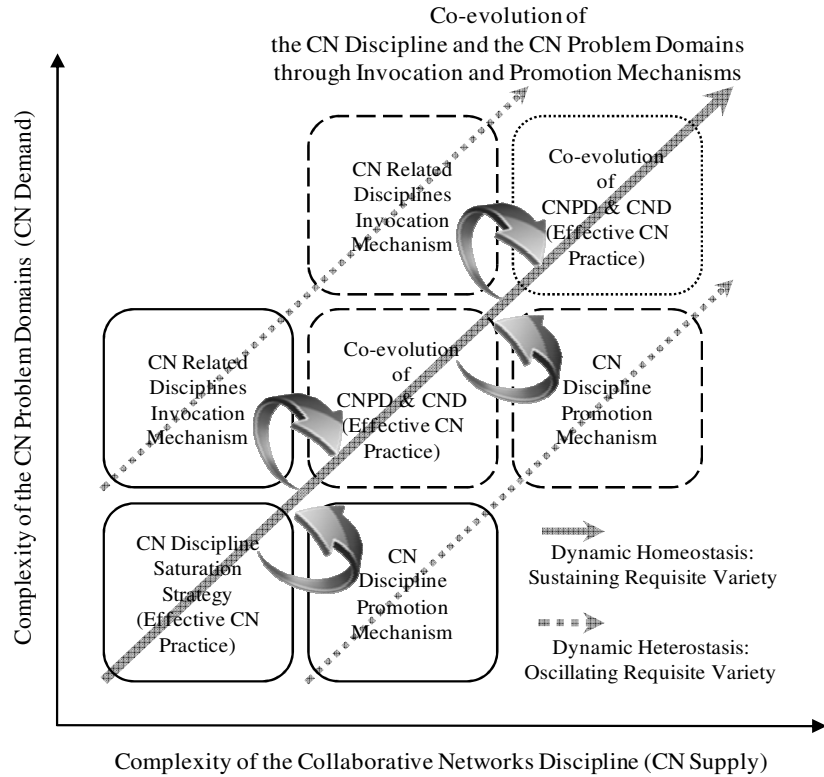 Co-evolution of
the CN Discipline and the CN Problem Domains
through Invocation and Promotion Mechanisms
Complexity of the CN Problem Domains (CN Demand)
CN Related
Disciplines
Invocation
Mechanism
Co-evolution
of
CNPD & CND
(Effective CN
Practice)
CN Related
Disciplines
Invocation
Mechanism
Co-evolution
of
CNPD & CND
(Effective CN
Practice)
CN
Discipline
Promotion
Mechanism
CN Discipline
Saturation
Strategy
(Effective CN
Practice)
CN
Discipline
Promotion
Mechanism
Dynamic Homeostasis:
Sustaining Requisite Variety
Dynamic Heterostasis:
Oscillating Requisite Variety
Complexity of the Collaborative Networks Discipline (CN Supply)